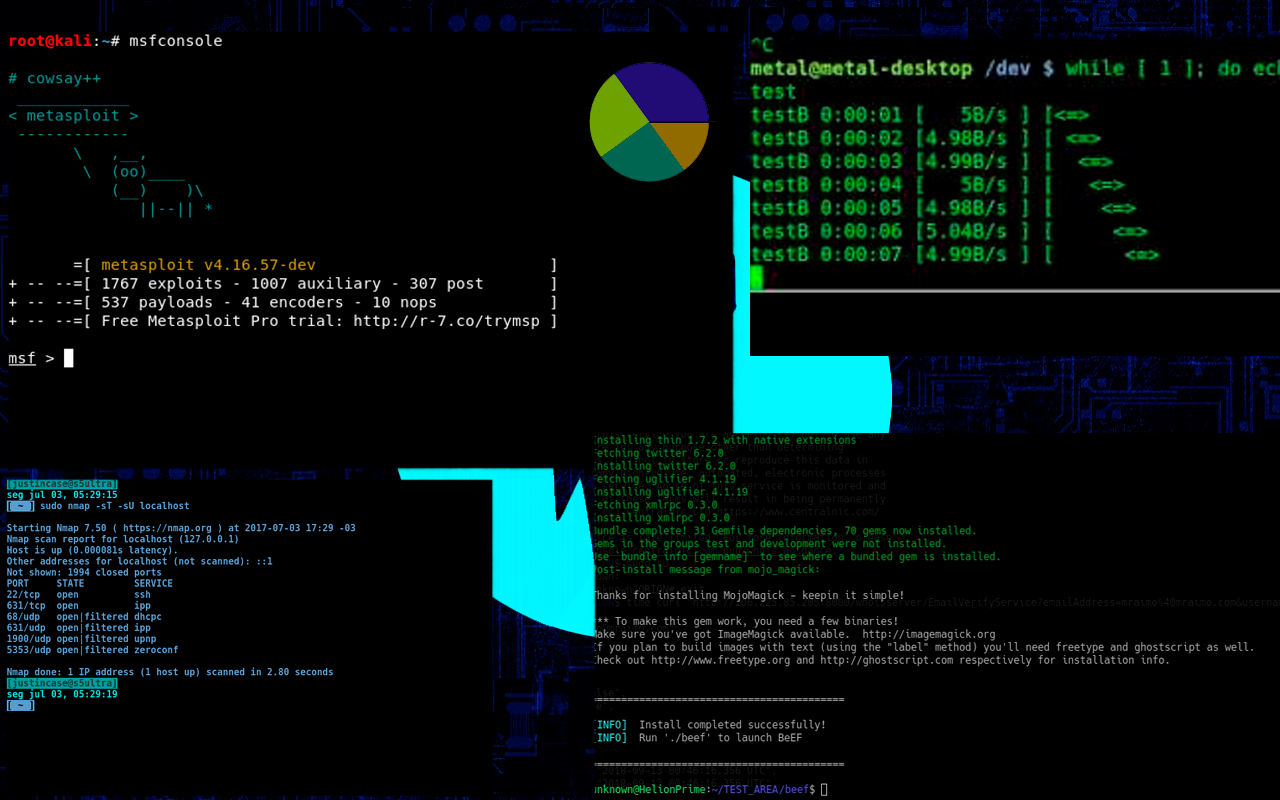 root@kali:~# msfconsole
# cowsay++
____________
< metasploit >
------------
\   ,__,
\  (oo)____
(__)    )\
||--|| *
=[ metasploit v4.16.57-dev ]
+ -- --=[ 1767 exploits - 1007 auxiliary - 307 post ]
+ -- --=[ 537 payloads - 41 encoders - 10 nops ]
+ -- --=[ Free Metasploit Pro trial: http://r-7.co/trymsp ]
msf >
^C
metal@metal-desktop /dev $ while [ 1 ]; do ech
test
testB 0:00:01 [   5B/s ] [<=>
testB 0:00:02 [4.98B/s ] [ <=>
testB 0:00:03 [4.99B/s ] [  <=>
testB 0:00:04 [   5B/s ] [   <=>
testB 0:00:05 [4.98B/s ] [    <=>
testB 0:00:06 [5.04B/s ] [     <=>
testB 0:00:07 [4.99B/s ] [      <=>
[justincase@s5ultra]
seg jul 03, 05:29:15
[ ~ ] sudo nmap -sT -sU localhost
Starting Nmap 7.50 ( https://nmap.org ) at 2017-07-03 17:29 -03
Nmap scan report for localhost (127.0.0.1)
Host is up (0.000081s latency).
Other addresses for localhost (not scanned): ::1
Not shown: 1994 closed ports
PORT     STATE         SERVICE
22/tcp   open          ssh
631/tcp  open          ipp
68/udp   open|filtered dhcpc
631/udp  open|filtered ipp
1900/udp open|filtered upnp
5353/udp open|filtered zeroconf
Nmap done: 1 IP address (1 host up) scanned in 2.80 seconds
[justincase@s5ultra]
seg jul 03, 05:29:19
[ ~ ]
Installing thin 1.7.2 with native extensions
Fetching twitter 6.2.0
Installing twitter 6.2.0
Fetching uglifier 4.1.19
Installing uglifier 4.1.19
Fetching xmlrpc 0.3.0
Installing xmlrpc 0.3.0
Bundle complete! 31 Gemfile dependencies, 70 gems now installed.
Gems in the groups test and development were not installed.
Use `bundle info [gemname]` to see where a bundled gem is installed.
Post-install message from mojo_magick:
Thanks for installing MojoMagick - keepin it simple!
** To make this gem work, you need a few binaries!
Make sure you've got ImageMagick available.  http://imagemagick.org
If you plan to build images with text (using the "label" method) you'll need freetype and ghostscript as well.
Check out http://www.freetype.org and http://ghostscript.com respectively for installation info.
=======================================
[INFO]  Install completed successfully!
[INFO]  Run './beef' to launch BeEF
=======================================
unknown@HelionPrime:~/TEST_AREA/beef$